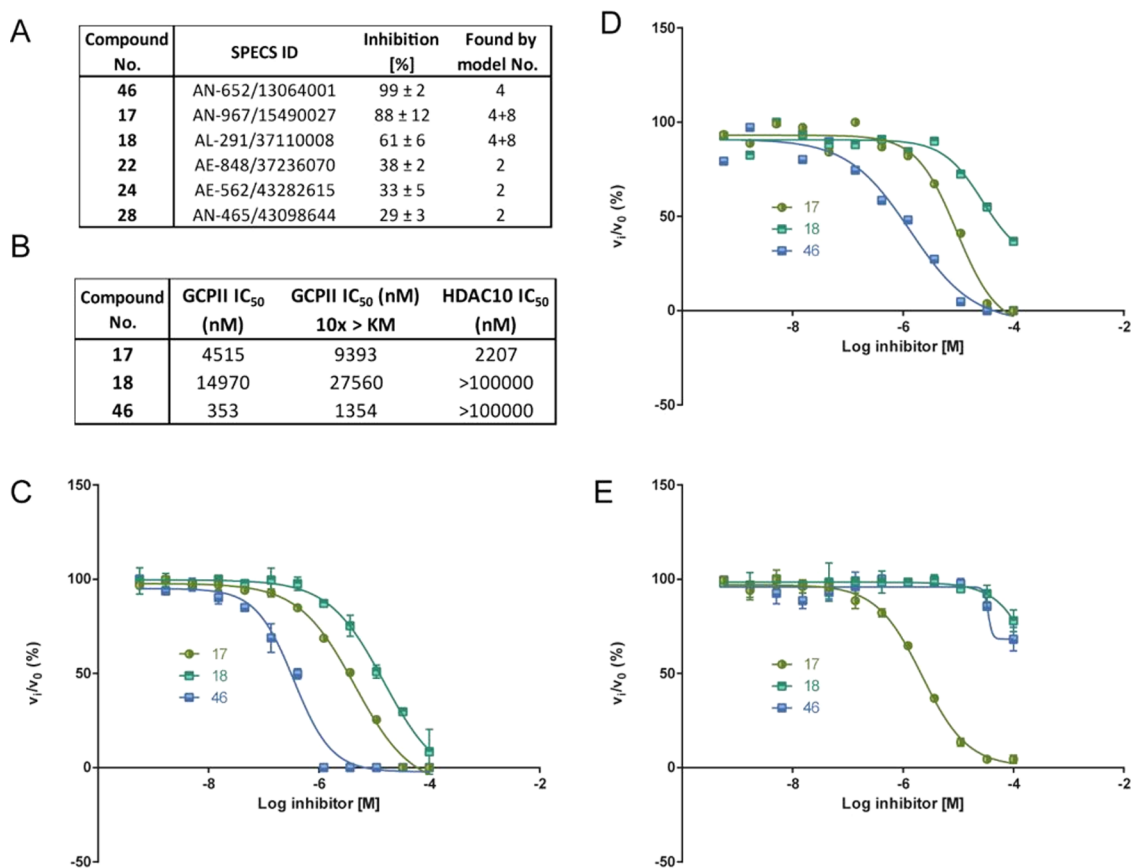 A
Compound No. SPECS ID Inhibition [%] Found by model No.
46 AN-652/13064001 99 ± 2 4
17 AN-967/15490027 88 ± 12 4+8
18 AL-291/37110008 61 ± 6 4+8
22 AE-848/37236070 38 ± 2 2
24 AE-562/43282615 33 ± 5 2
28 AN-465/43098644 29 ± 3 2
B
Compound No. GCPII IC50 (nM) GCPII IC50 (nM) 10x > KM HDAC10 IC50 (nM)
17 4515 9393 2207
18 14970 27560 >100000
46 353 1354 >100000
C
150
100
50
0
-50
vi/v0 (%)
17
18
46
-8 -6 -4 -2
Log inhibitor [M]
D
150
100
50
0
-50
vi/v0 (%)
17
18
46
-8 -6 -4 -2
Log inhibitor [M]
E
150
100
50
0
-50
vi/v0 (%)
17
18
46
-8 -6 -4 -2
Log inhibitor [M]